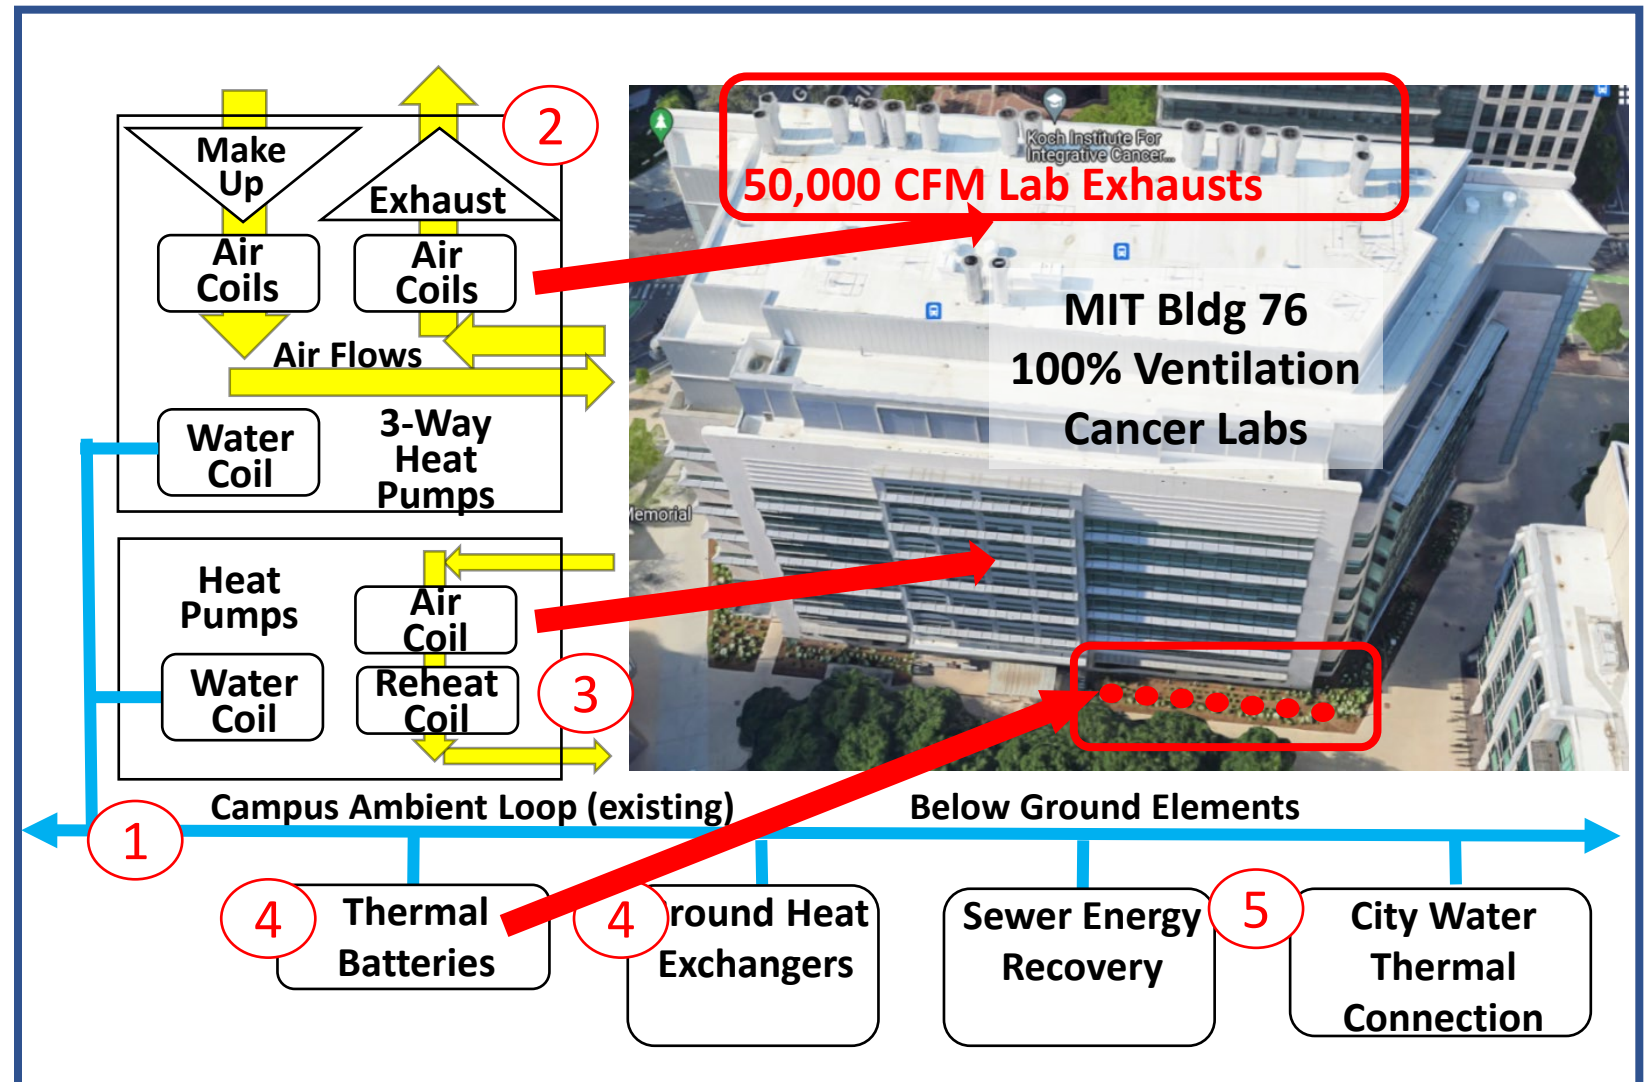 Make
Up
Exhaust
2
Air
Coils
Air
Coils
Air Flows
Water
Coil
3-Way
Heat
Pumps
Koch Institute For
Integrative Cancer...
50,000 CFM Lab Exhausts
MIT Bldg 76
100% Ventilation
Cancer Labs
Memorial
Heat
Pumps
Air
Coil
Water
Coil
Reheat
Coil
3
Campus Ambient Loop (existing)
Below Ground Elements
1
4
Thermal
Batteries
4
round Heat
Exchangers
Sewer Energy
Recovery
5
City Water
Thermal
Connection